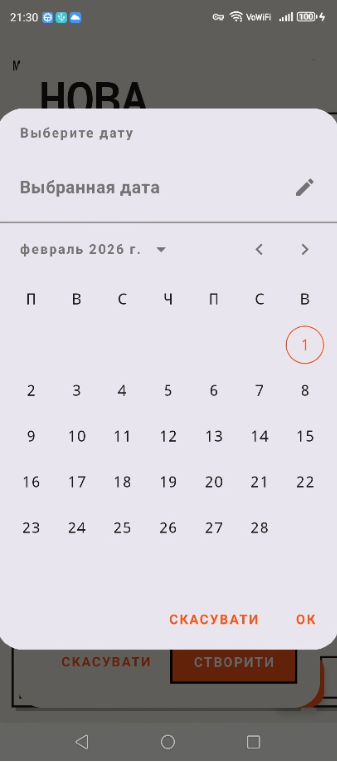 21:30 VoWiFi 100
НОВА
Выберите дату
Выбранная дата
февраль 2026 г.
П В С Ч П С В
1
2 3 4 5 6 7 8
9 10 11 12 13 14 15
16 17 18 19 20 21 22
23 24 25 26 27 28
СКАСУВАТИ ОК
СКАСУВАТИ СТВОРИТИ